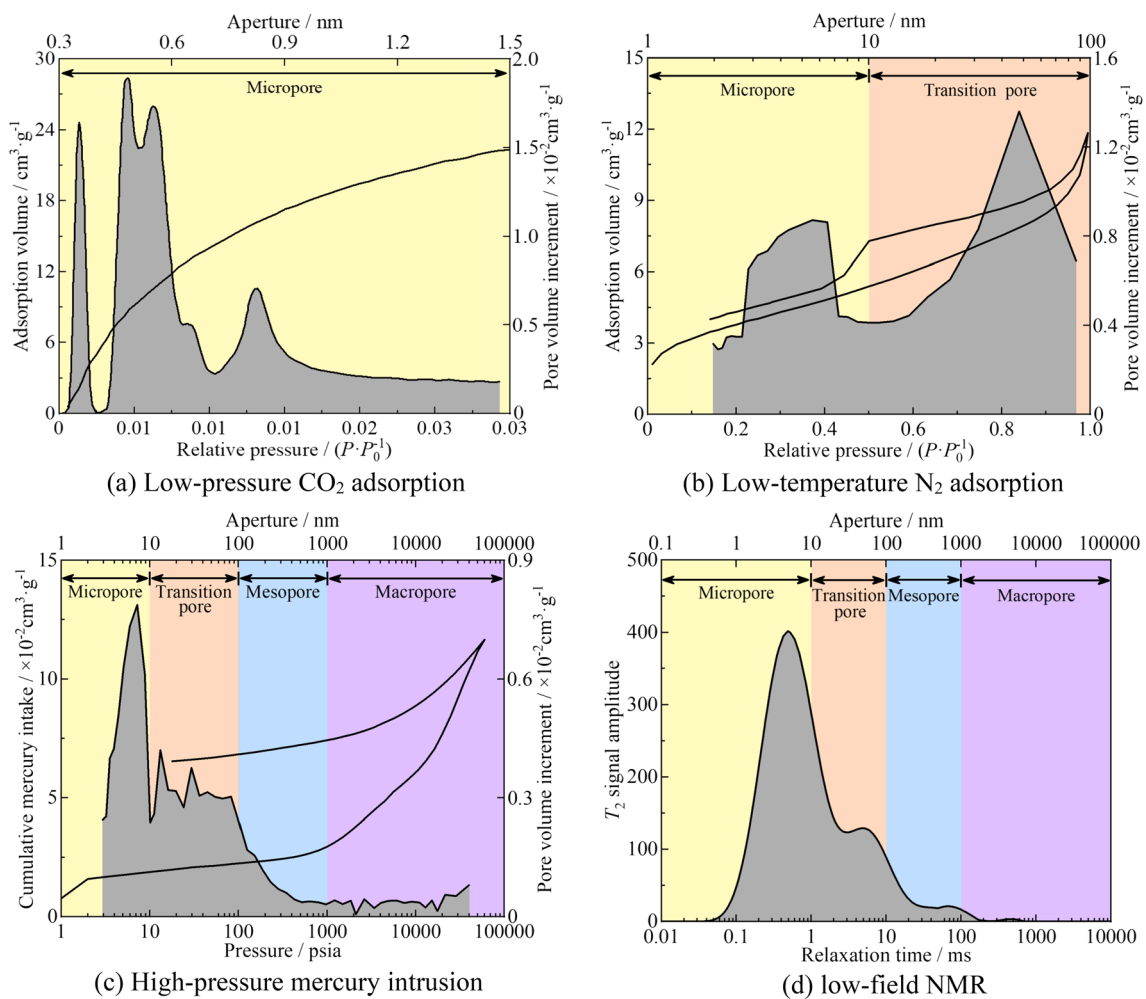 Aperture / nm
0.3 0.6 0.9 1.2 1.5
Micropore
Adsorption volume / cm³·g⁻¹
30
24
18
12
6
0
Pore volume increment / ×10⁻²cm³·g⁻¹
2.0
1.5
1.0
0.5
0
0 0.01 0.01 0.02 0.03 0.03
Relative pressure / (P·P₀⁻¹)
(a) Low-pressure CO₂ adsorption
Aperture / nm
1 10 100
Micropore Transition pore
Adsorption volume / cm³·g⁻¹
15
12
9
6
3
0
Pore volume increment / ×10⁻²cm³·g⁻¹
1.6
1.2
0.8
0.4
0
0 0.2 0.4 0.6 0.8 1.0
Relative pressure / (P·P₀⁻¹)
(b) Low-temperature N₂ adsorption
Aperture / nm
1 10 100 1000 10000 100000
Micropore Transition Mesopore Macropore
pore
Cumulative mercury intake / ×10⁻²cm³·g⁻¹
15
10
5
0
Pore volume increment / ×10⁻²cm³·g⁻¹
0.9
0.6
0.3
0
1 10 100 1000 10000 100000
Pressure / psia
(c) High-pressure mercury intrusion
Aperture / nm
0.1 1 10 100 1000 10000 100000
Micropore Transition Mesopore Macropore
pore
T₂ signal amplitude
500
400
300
200
100
0
0.01 0.1 1 10 100 1000 10000
Relaxation time / ms
(d) low-field NMR